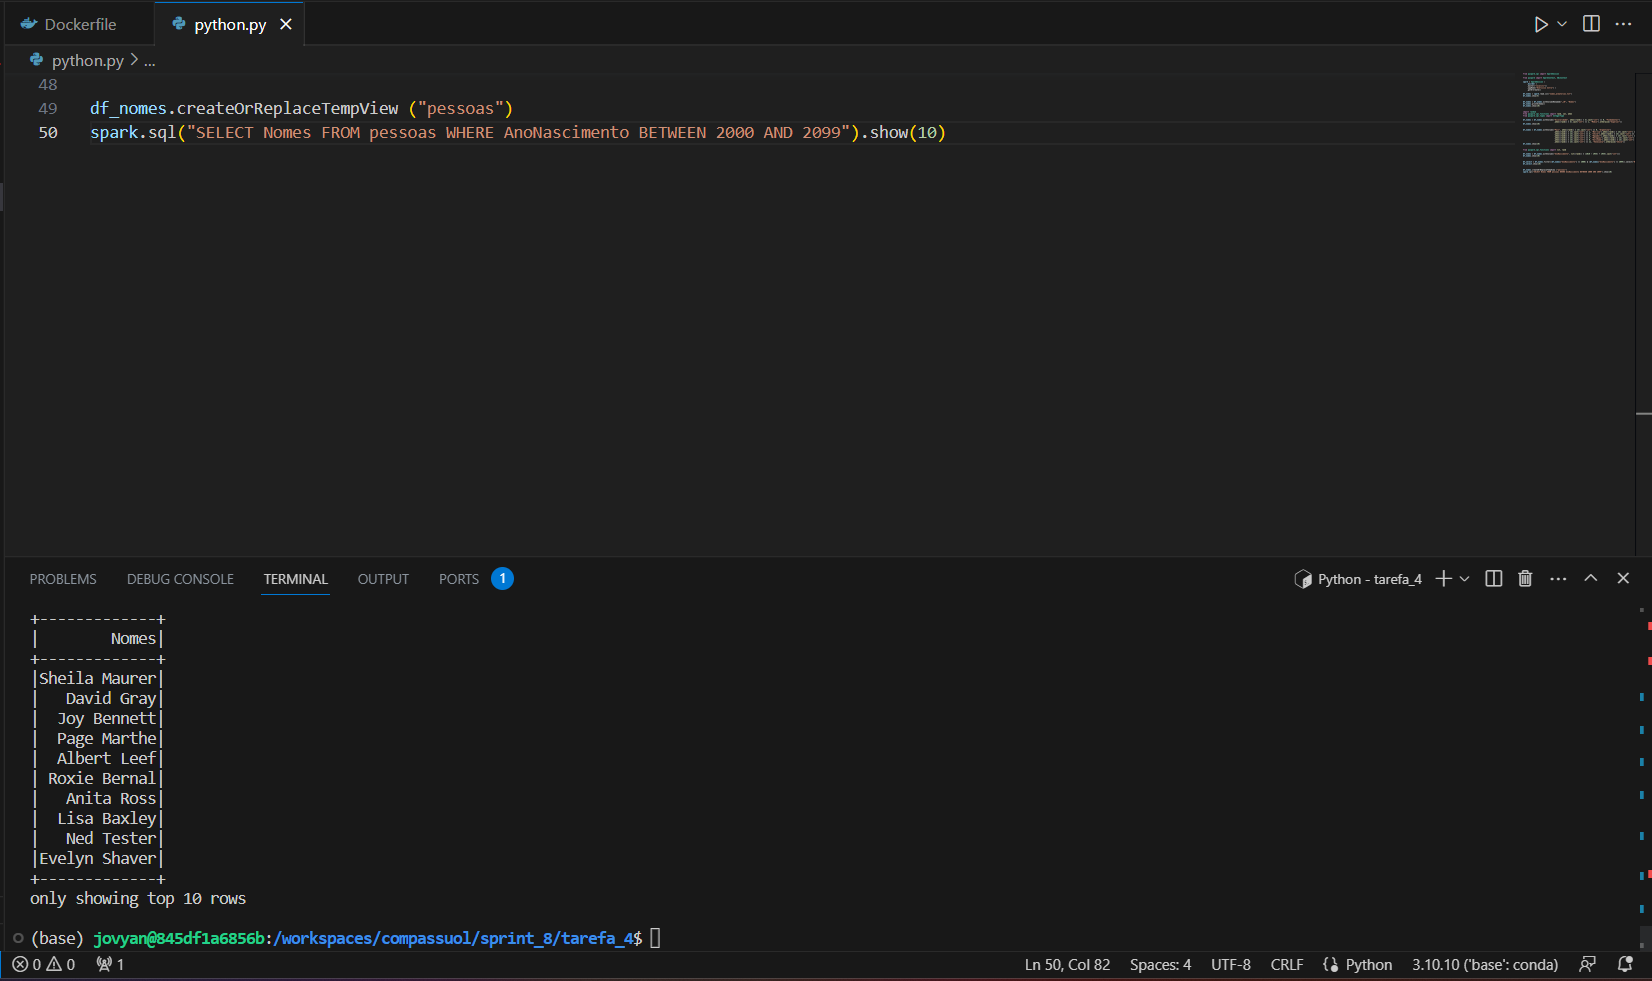 Dockerfile
python.py
python.py > ...
48
49 df_nomes.createOrReplaceTempView ("pessoas")
50 spark.sql("SELECT Nomes FROM pessoas WHERE AnoNascimento BETWEEN 2000 AND 2099").show(10)
PROBLEMS DEBUG CONSOLE TERMINAL OUTPUT PORTS 1
Python - tarefa_4
+-------------+
|        Nomes|
+-------------+
|Sheila Maurer|
|   David Gray|
|  Joy Bennett|
|  Page Marthe|
|  Albert Leef|
| Roxie Bernal|
|   Anita Ross|
|  Lisa Baxley|
|   Ned Tester|
|Evelyn Shaver|
+-------------+
only showing top 10 rows
(base) jovyan@845df1a6856b:/workspaces/compassuol/sprint_8/tarefa_4$
0 0 1 Ln 50, Col 82 Spaces: 4 UTF-8 CRLF Python 3.10.10 ('base': conda)